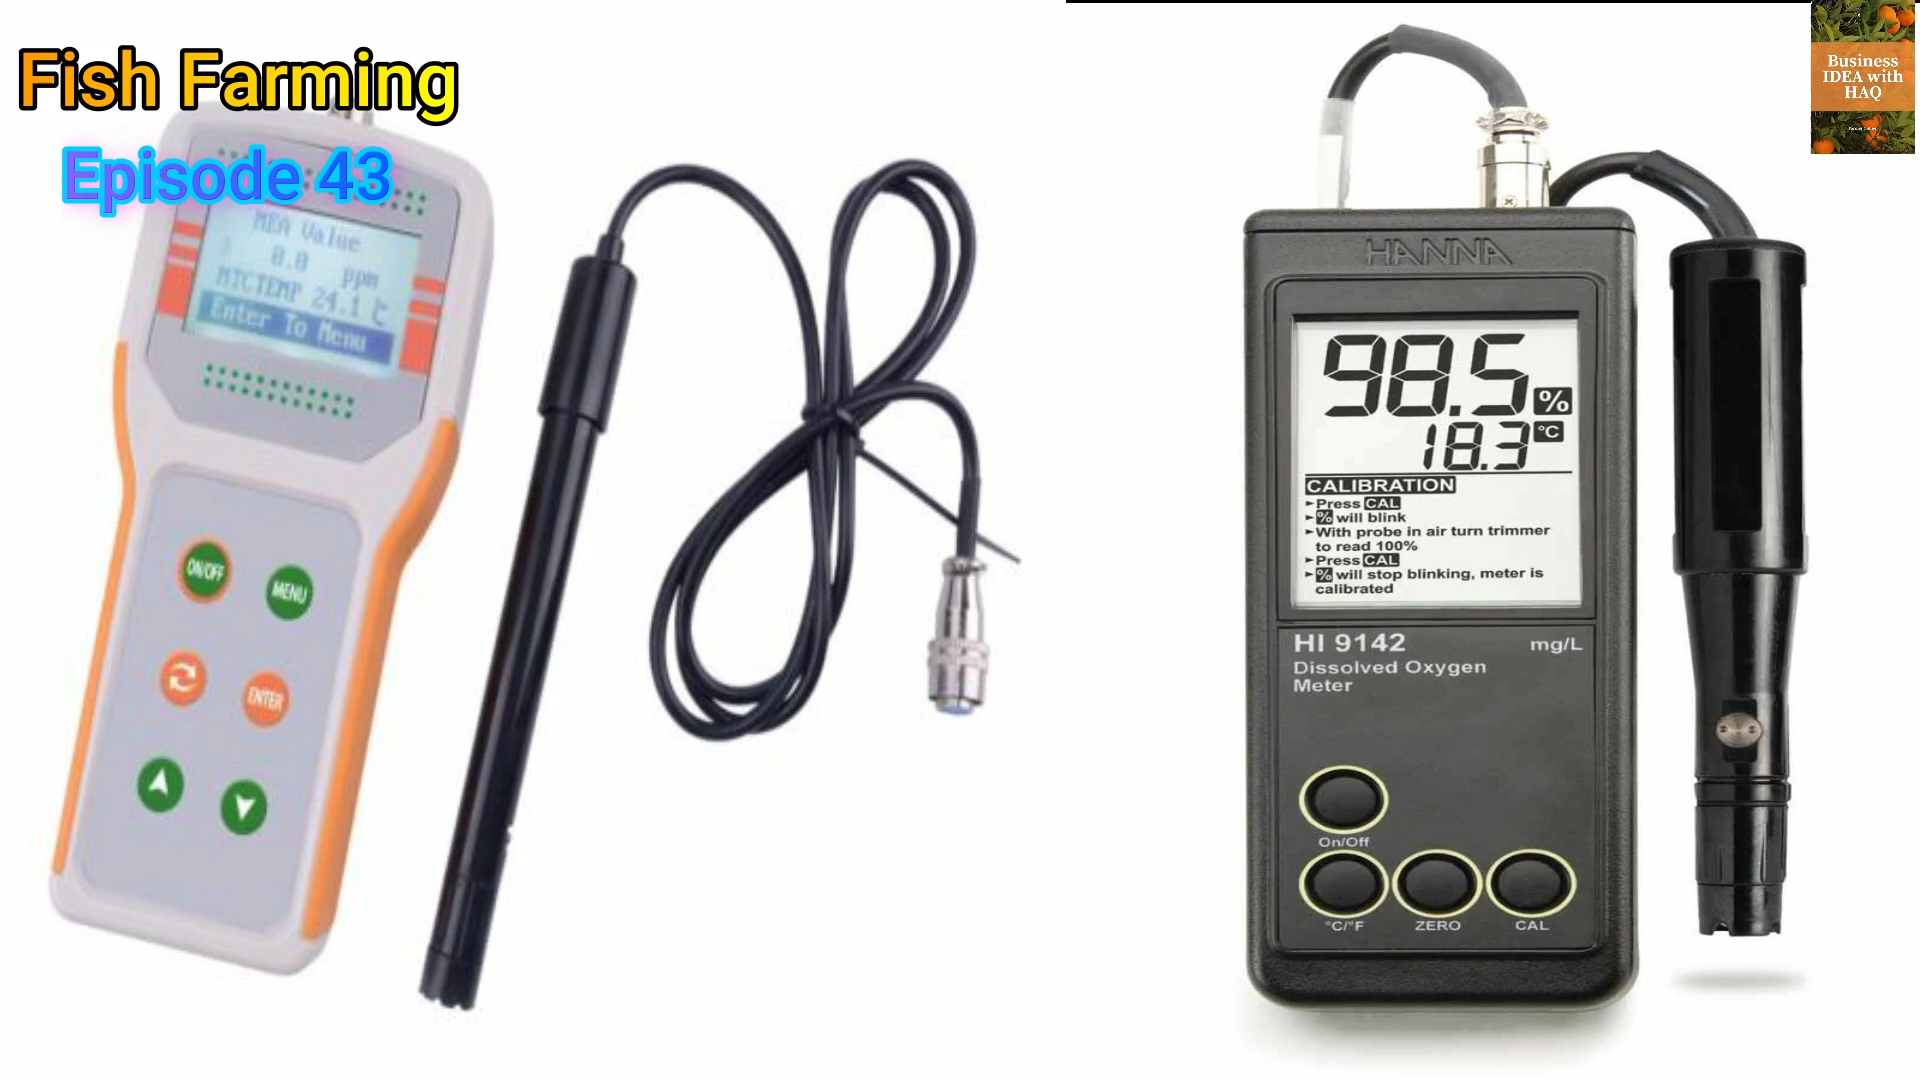 Fish Farming
Episode 43
MEA Value
0.0 ppm
MTCTEMP 24.1 ℃
Enter To Menu
ON/OFF
MENU
ENTER
HANNA
98.5 %
18.3 °C
CALIBRATION
►Press CAL
►% will blink
►With probe in air turn trimmer
to read 100%
►Press CAL
►% will stop blinking, meter is
calibrated
HI 9142 mg/L
Dissolved Oxygen
Meter
On/Off
°C/°F ZERO CAL
Business
IDEA with
HAQ